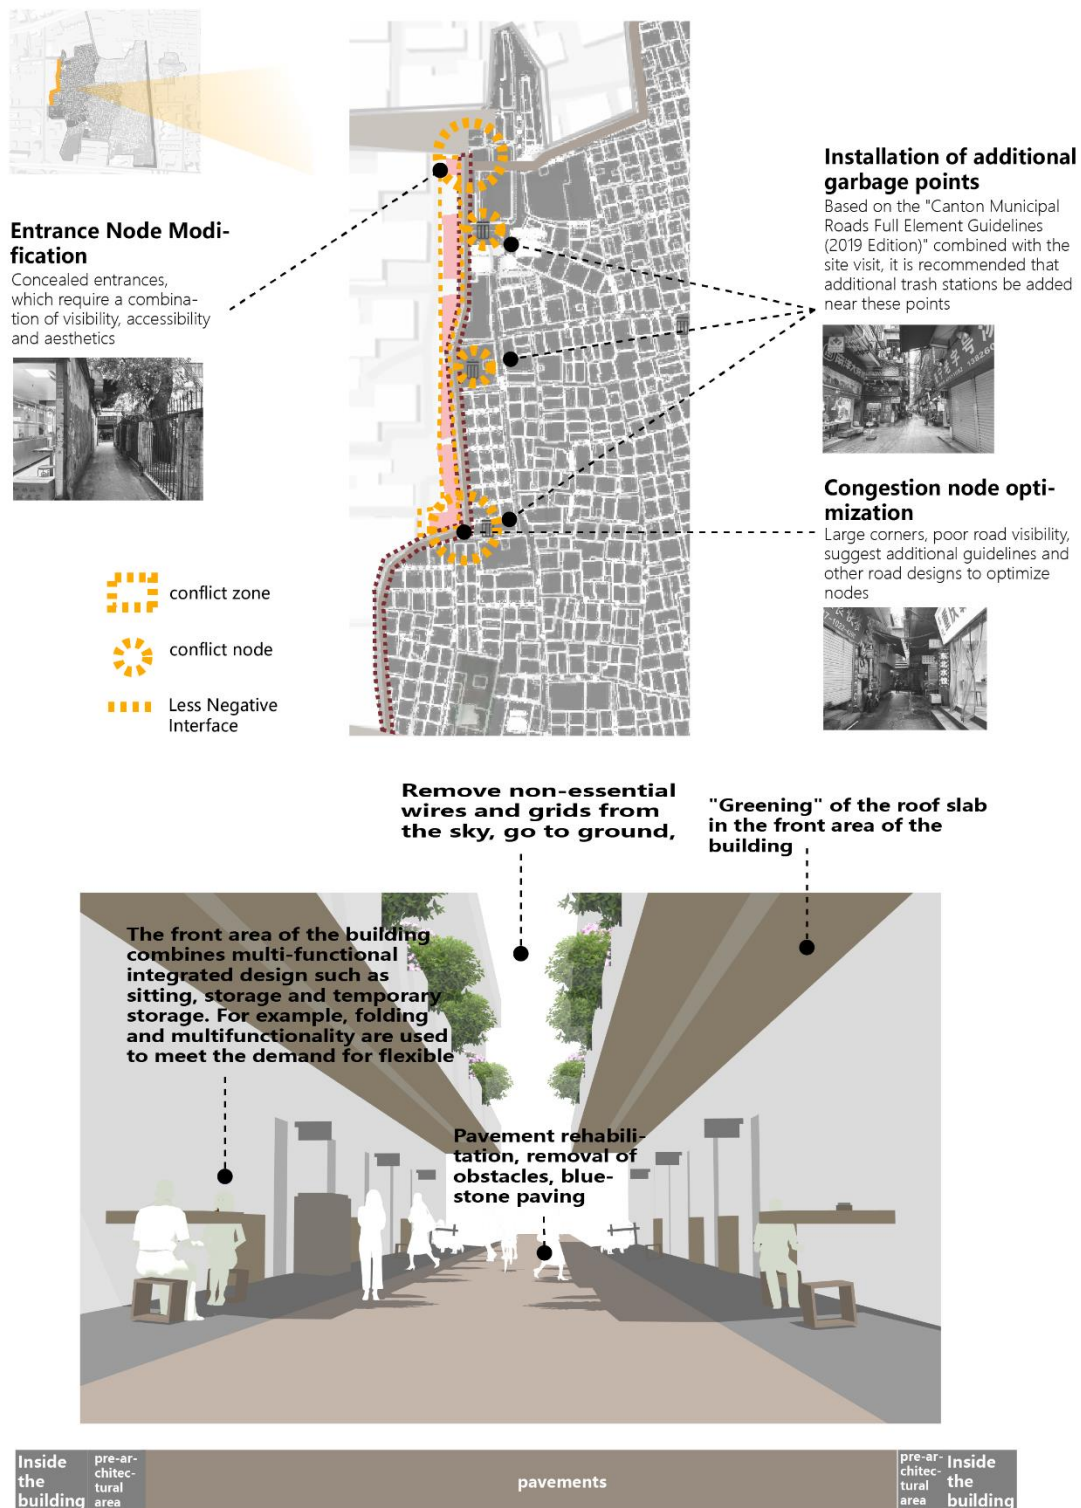 Entrance Node Modi-
fication
Concealed entrances,
which require a combina-
tion of visibility, accessibility
and aesthetics
Installation of additional
garbage points
Based on the "Canton Municipal
Roads Full Element Guidelines
(2019 Edition)" combined with the
site visit, it is recommended that
additional trash stations be added
near these points
Congestion node opti-
mization
Large corners, poor road visibility,
suggest additional guidelines and
other road designs to optimize
nodes
conflict zone
conflict node
Less Negative
Interface
Remove non-essential
wires and grids from
the sky, go to ground,
"Greening" of the roof slab
in the front area of the
building
The front area of the building
combines multi-functional
integrated design such as
sitting, storage and temporary
storage. For example, folding
and multifunctionality are used
to meet the demand for flexible
Pavement rehabili-
tation, removal of
obstacles, blue-
stone paving
Inside
the
building
pre-ar-
chitec-
tural
area
pavements
pre-ar-
chitec-
tural
area
Inside
the
building